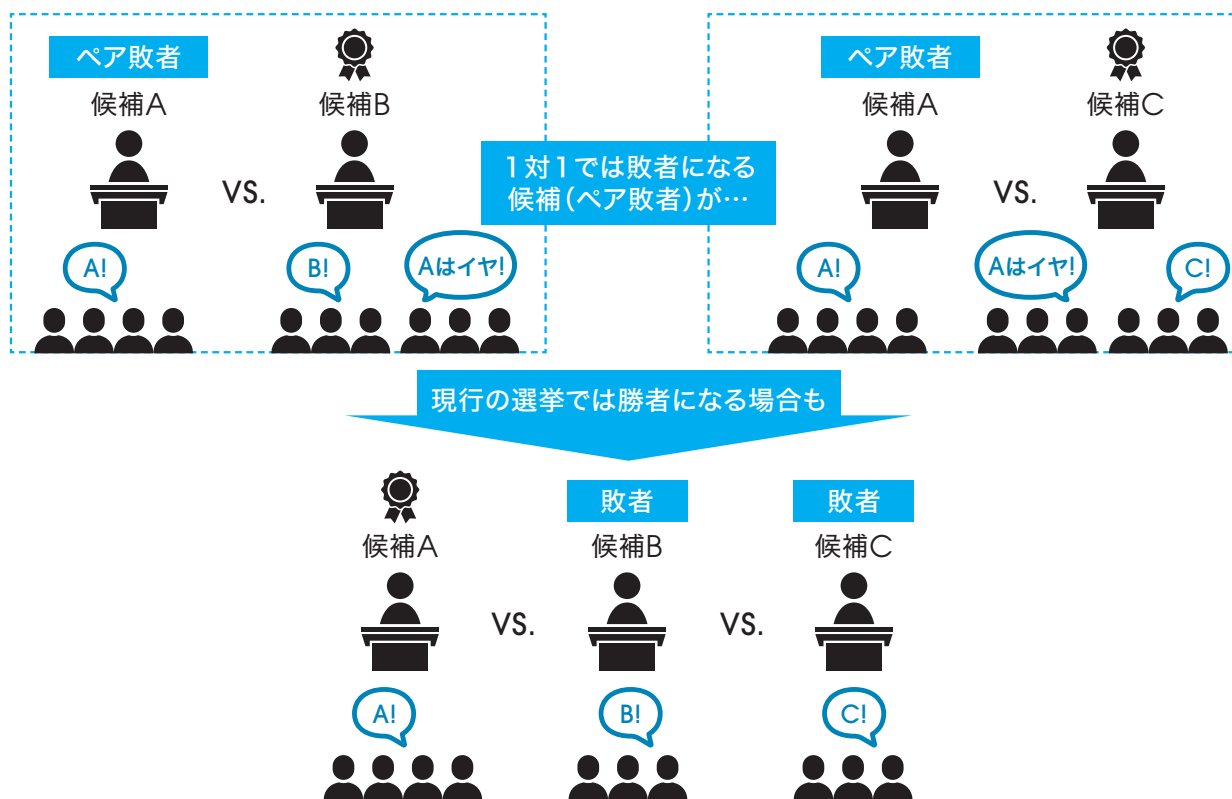 ペア敗者
候補A
候補B
VS.
A!
B!
Aはイヤ!
1対1では敗者になる
候補(ペア敗者)が…
ペア敗者
候補A
候補C
VS.
A!
Aはイヤ!
C!
現行の選挙では勝者になる場合も
敗者
敗者
候補A
候補B
候補C
VS.
VS.
A!
B!
C!